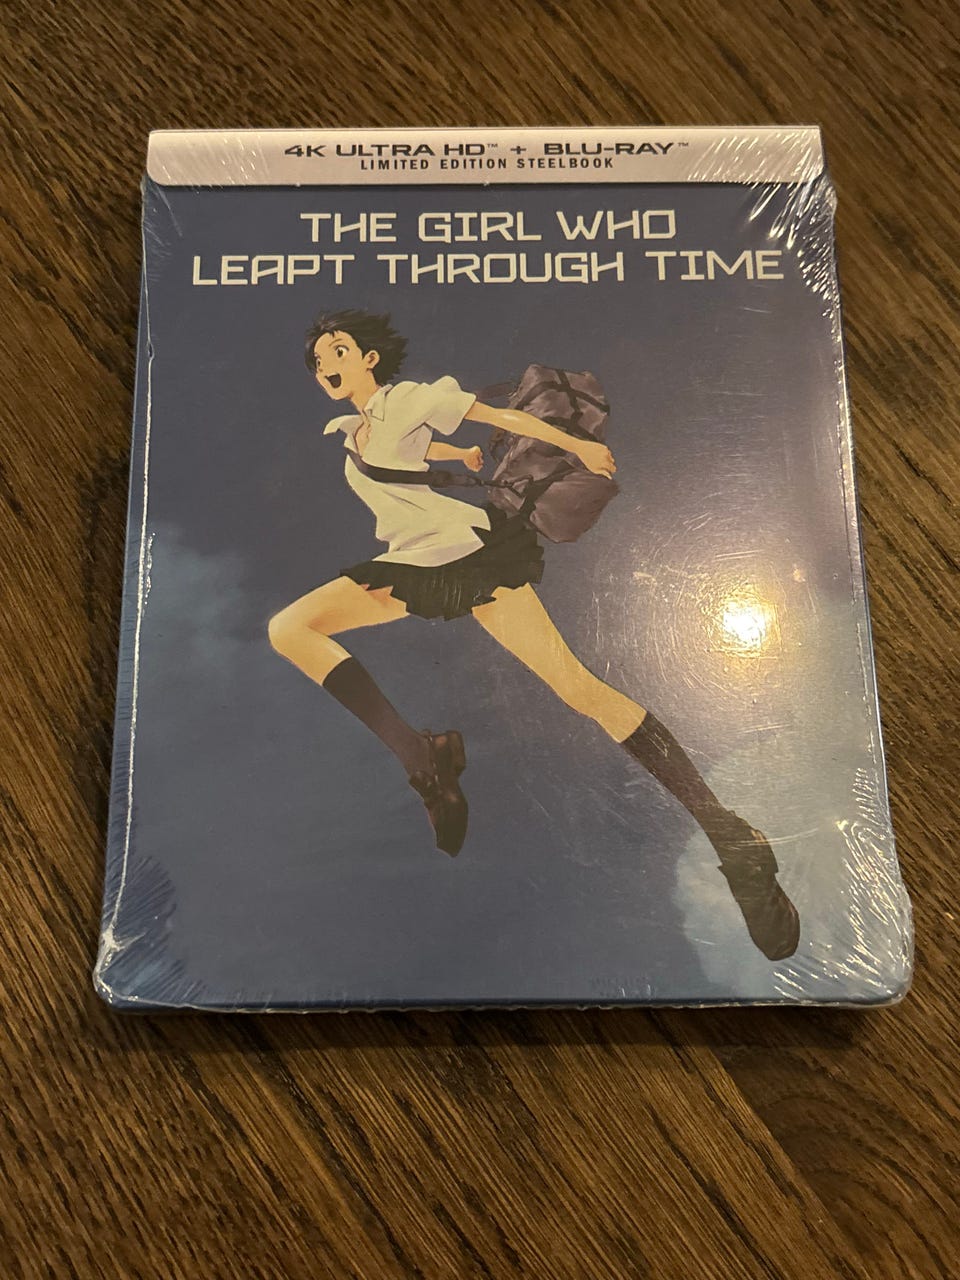 4K ULTRA HD™ + BLU-RAY™
LIMITED EDITION STEELBOOK
THE GIRL WHO
LEAPT THROUGH TIME